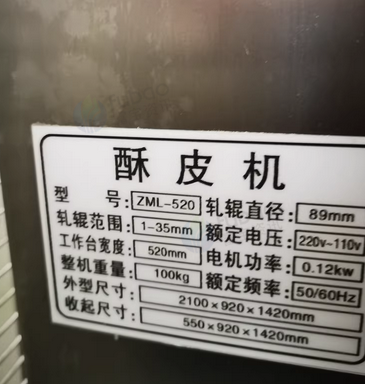 酥皮机
型 号: ZML-520 轧辊直径: 89mm
轧辊范围: 1-35mm 额定电压: 220v-110v
工作台宽度: 520mm 电机功率: 0.12kw
整机重量: 100kg 额定频率: 50/60Hz
外型尺寸: 2100×920×1420mm
收起尺寸: 550×920×1420mm